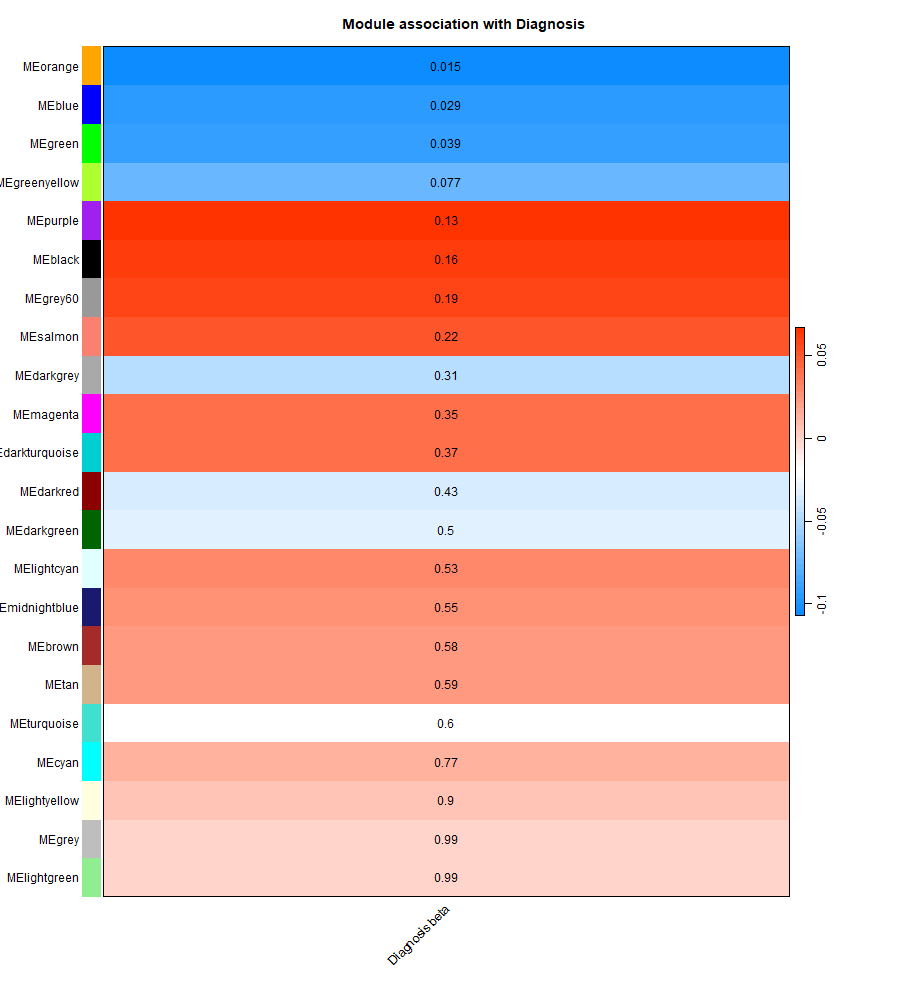 Module association with Diagnosis
MEorange 0.015
MEblue 0.029
MEgreen 0.039
MEgreenyellow 0.077
MEpurple 0.13
MEblack 0.16
MEgrey60 0.19
MEsalmon 0.22
MEdarkgrey 0.31
MEmagenta 0.35
Edarkturquoise 0.37
MEdarkred 0.43
MEdarkgreen 0.5
MElightcyan 0.53
Emidnightblue 0.55
MEbrown 0.58
MEtan 0.59
MEturquoise 0.6
MEcyan 0.77
MElightyellow 0.9
MEgrey 0.99
MElightgreen 0.99
0.05
0
-0.05
-0.1
Diagnosis beta